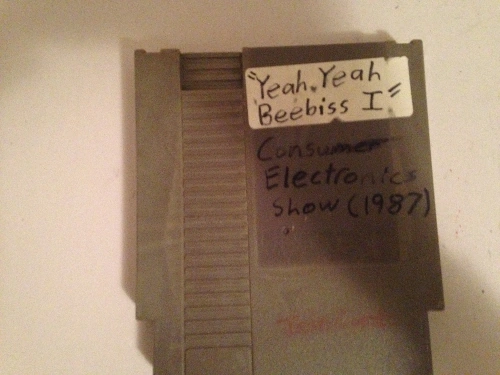 "Yeah, Yeah
Beebiss I"
Consumer
Electronics
Show (1987)